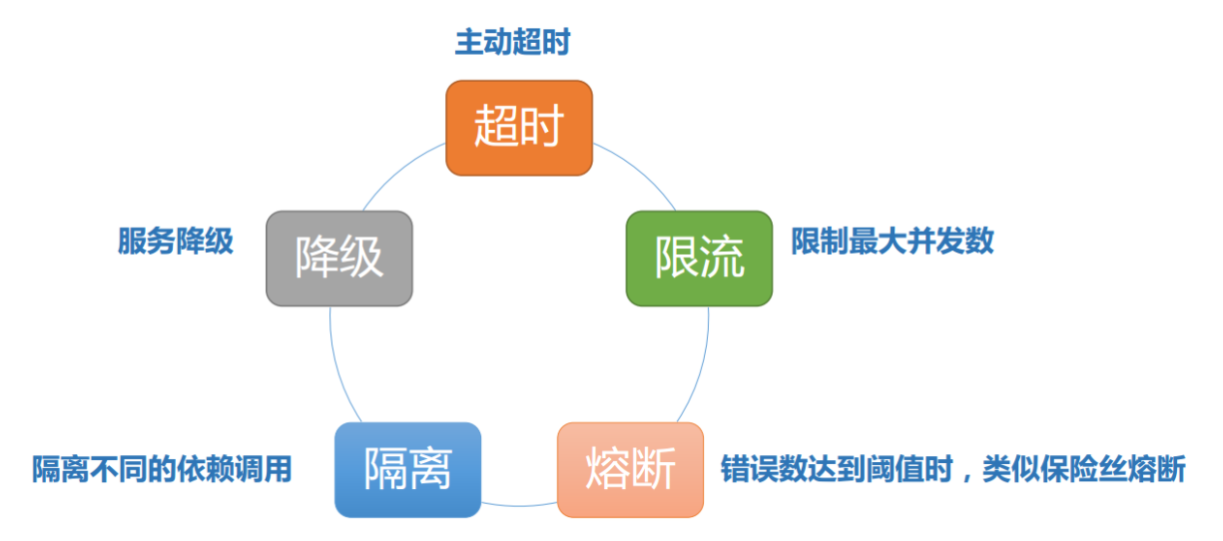 主动超时
超时
服务降级
降级
限流
限制最大并发数
隔离不同的依赖调用
隔离
熔断
错误数达到阈值时，类似保险丝熔断